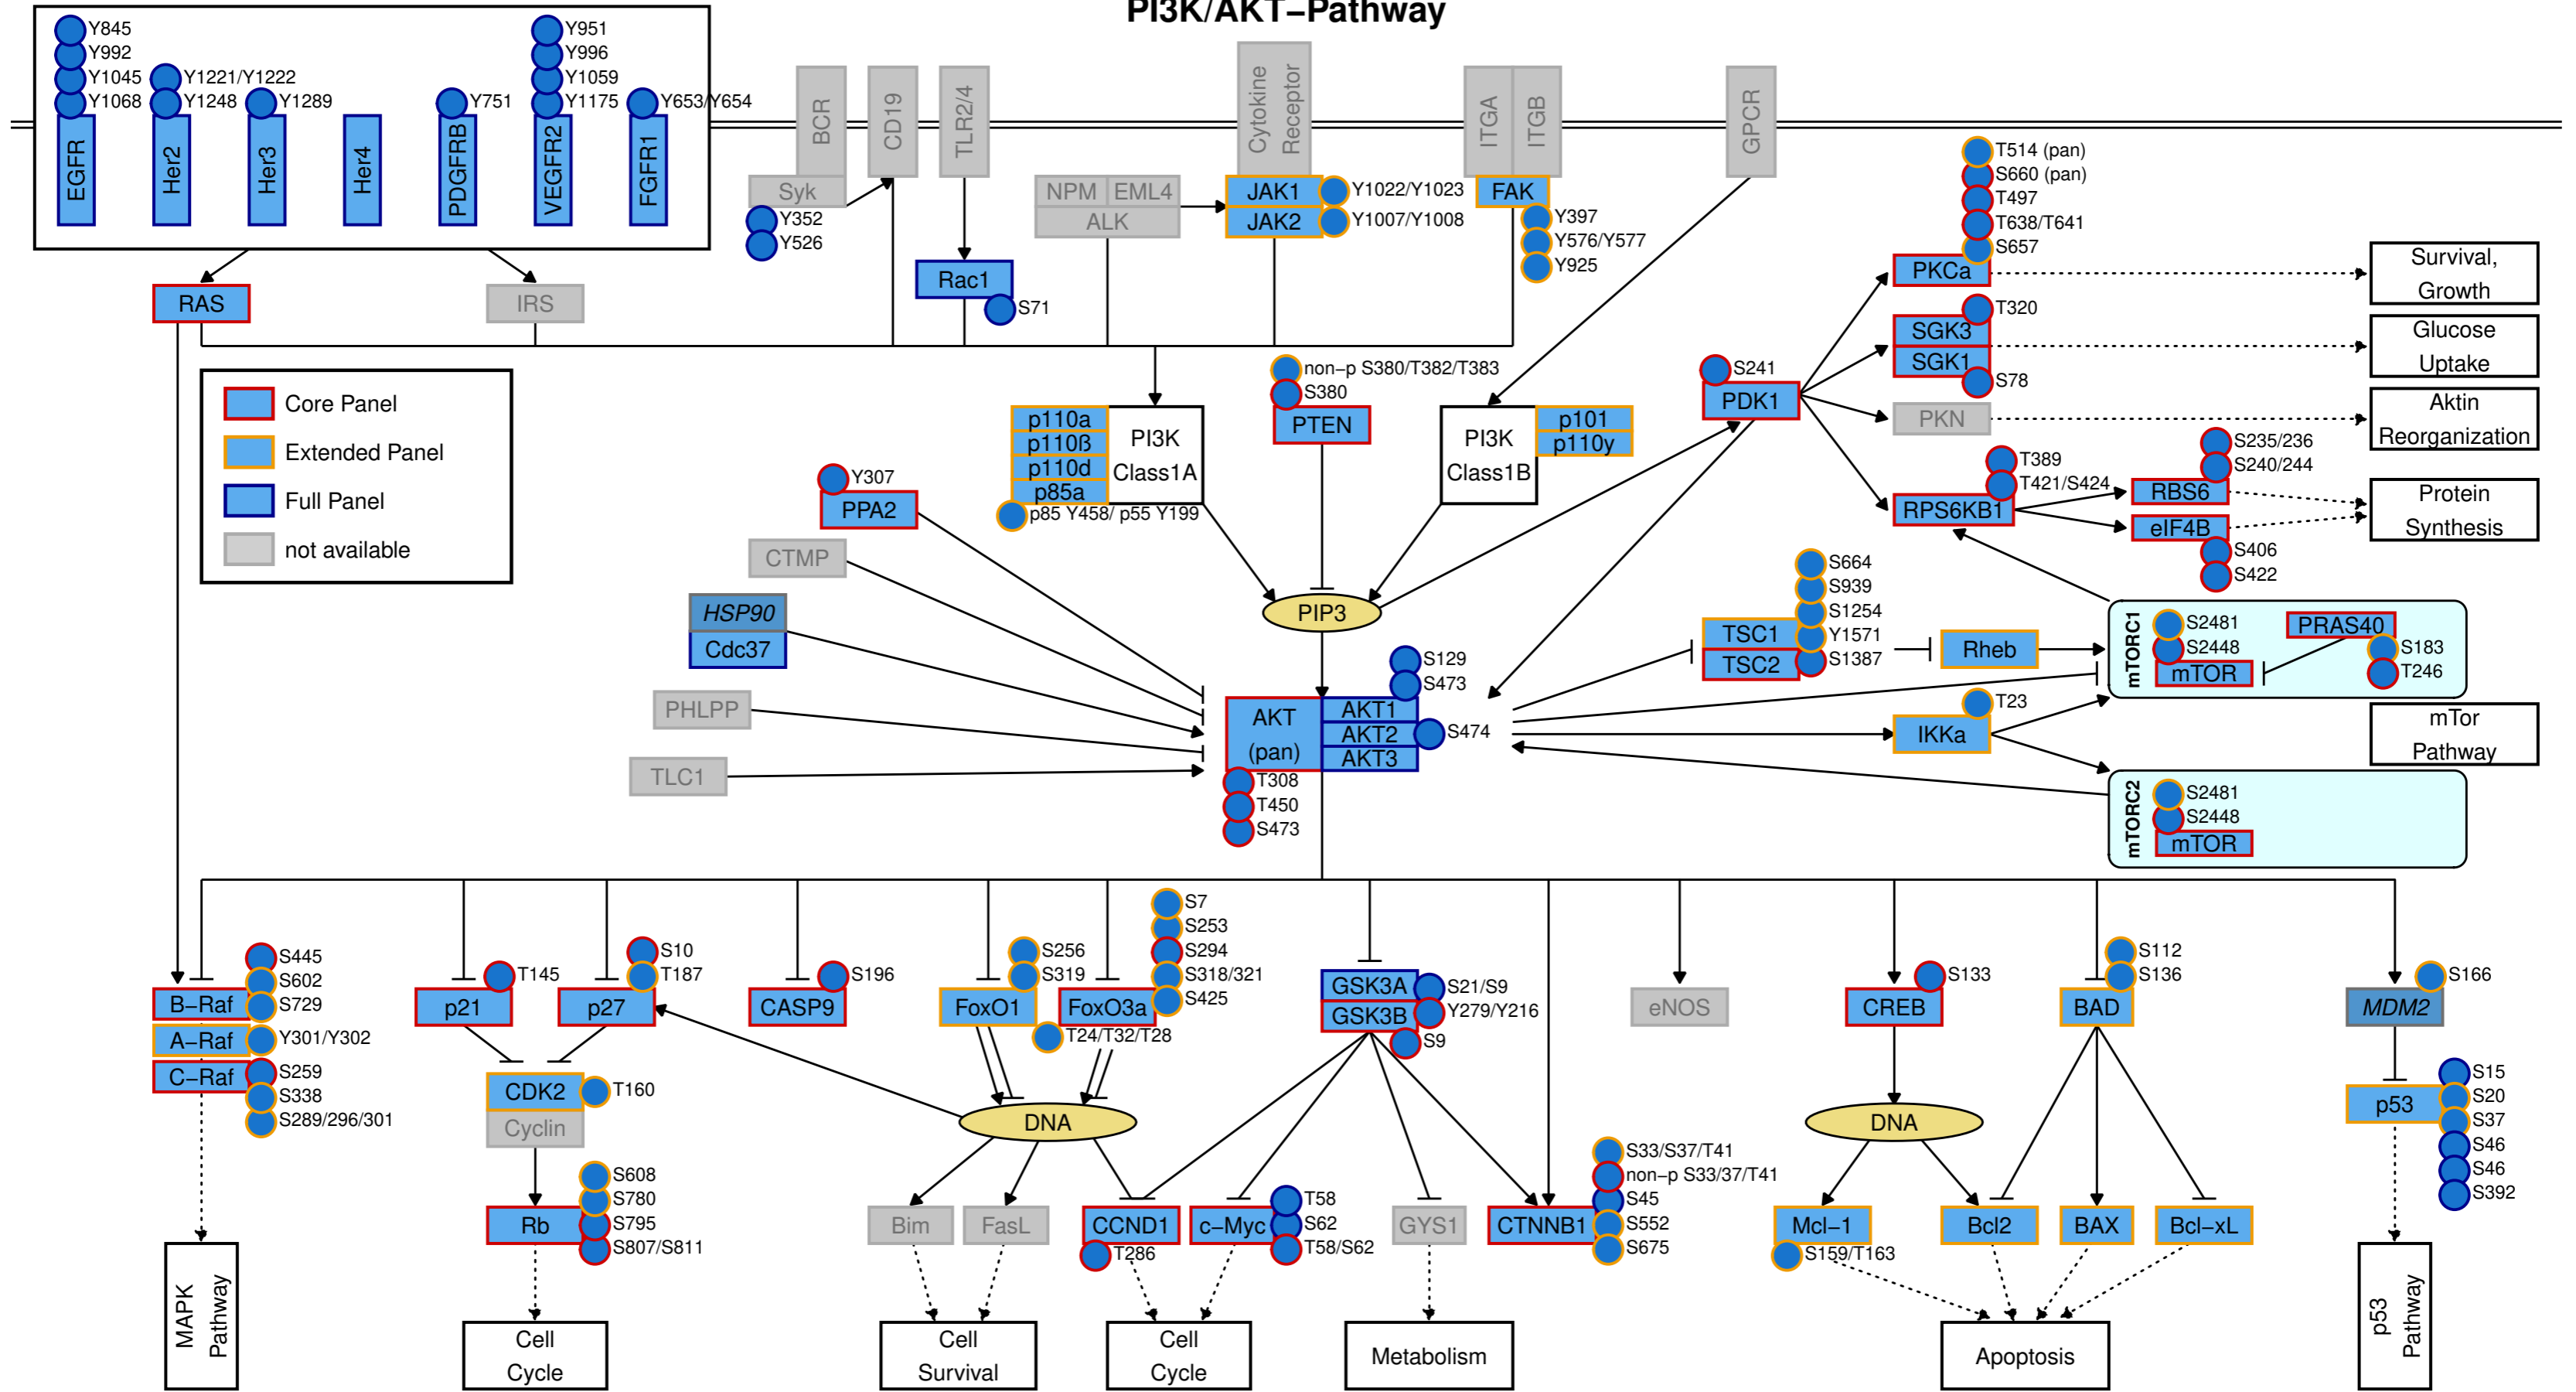 PI3K/AKT−Pathway
Y845
Y992
Y1045
Y1068
Y1221/Y1222
Y1248
Y1289
Y751
Y951
Y996
Y1059
Y1175
Y653/Y654
EGFR
Her2
Her3
Her4
PDGFRB
VEGFR2
FGFR1
BCR
CD19
TLR2/4
Cytokine
Receptor
ITGA
ITGB
GPCR
Syk
Y352
Y526
Rac1
S71
NPM
EML4
ALK
JAK1
JAK2
Y1022/Y1023
Y1007/Y1008
FAK
Y397
Y576/Y577
Y925
T514 (pan)
S660 (pan)
T497
T638/T641
S657
PKCa
Survival,
Growth
RAS
IRS
T320
SGK3
SGK1
S78
Glucose
Uptake
Core Panel
Extended Panel
Full Panel
not available
non−p S380/T382/T383
S380
PTEN
S241
PDK1
PKN
Aktin
Reorganization
p110a
p110ß
p110d
p85a
PI3K
Class1A
p85 Y458/ p55 Y199
PI3K
Class1B
p101
p110y
Y307
PPA2
CTMP
HSP90
Cdc37
PHLPP
TLC1
T389
T421/S424
RPS6KB1
S235/236
S240/244
RBS6
eIF4B
S406
S422
Protein
Synthesis
PIP3
S664
S939
S1254
Y1571
S1387
TSC1
TSC2
Rheb
mTORC1
S2481
S2448
mTOR
PRAS40
S183
T246
S129
S473
AKT
(pan)
AKT1
AKT2
AKT3
S474
T308
T450
S473
T23
IKKa
mTor
Pathway
mTORC2
S2481
S2448
mTOR
S445
S602
S729
B−Raf
A−Raf
C−Raf
Y301/Y302
S259
S338
S289/296/301
T145
p21
S10
T187
p27
S196
CASP9
S256
S319
FoxO1
S7
S253
S294
S318/321
S425
FoxO3a
T24/T32/T28
GSK3A
GSK3B
S21/S9
Y279/Y216
S9
eNOS
S133
CREB
S112
S136
BAD
S166
MDM2
CDK2
Cyclin
T160
DNA
DNA
S15
S20
S37
S46
S46
S392
p53
S608
S780
S795
S807/S811
Rb
Bim
FasL
CCND1
T286
c−Myc
T58
S62
T58/S62
GYS1
S33/S37/T41
non−p S33/37/T41
S45
S552
S675
CTNNB1
Mcl−1
S159/T163
Bcl2
BAX
Bcl−xL
MAPK
Pathway
Cell
Cycle
Cell
Survival
Cell
Cycle
Metabolism
Apoptosis
p53
Pathway